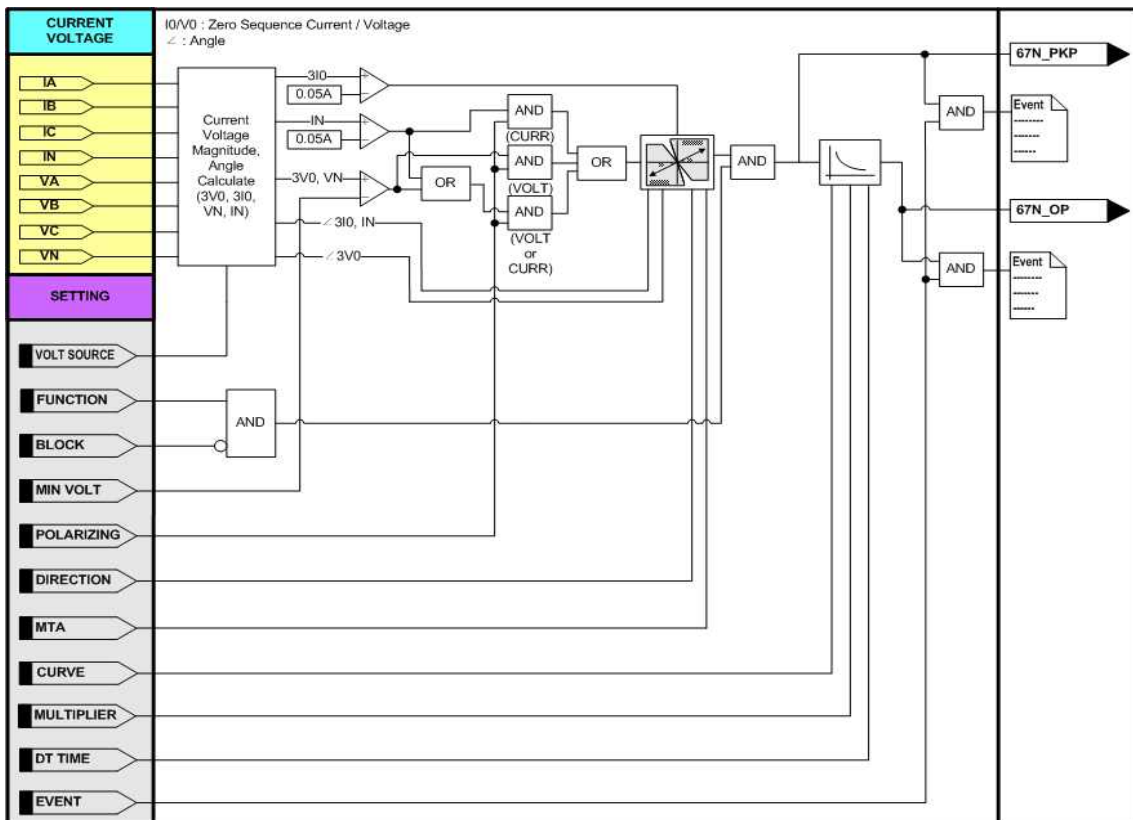 CURRENT
VOLTAGE
I0/V0 : Zero Sequence Current / Voltage
∠ : Angle
IA
IB
IC
IN
VA
VB
VC
VN
Current
Voltage
Magnitude,
Angle
Calculate
(3V0, 3I0,
VN, IN)
3I0
0.05A
+
−
IN
0.05A
+
−
3V0, VN
+
−
∠3I0, IN
∠3V0
OR
AND
(CURR)
AND
(VOLT)
AND
(VOLT
or
CURR)
OR
AND
67N_PKP
AND
Event
67N_OP
AND
Event
SETTING
VOLT SOURCE
FUNCTION
AND
BLOCK
MIN VOLT
POLARIZING
DIRECTION
MTA
CURVE
MULTIPLIER
DT TIME
EVENT